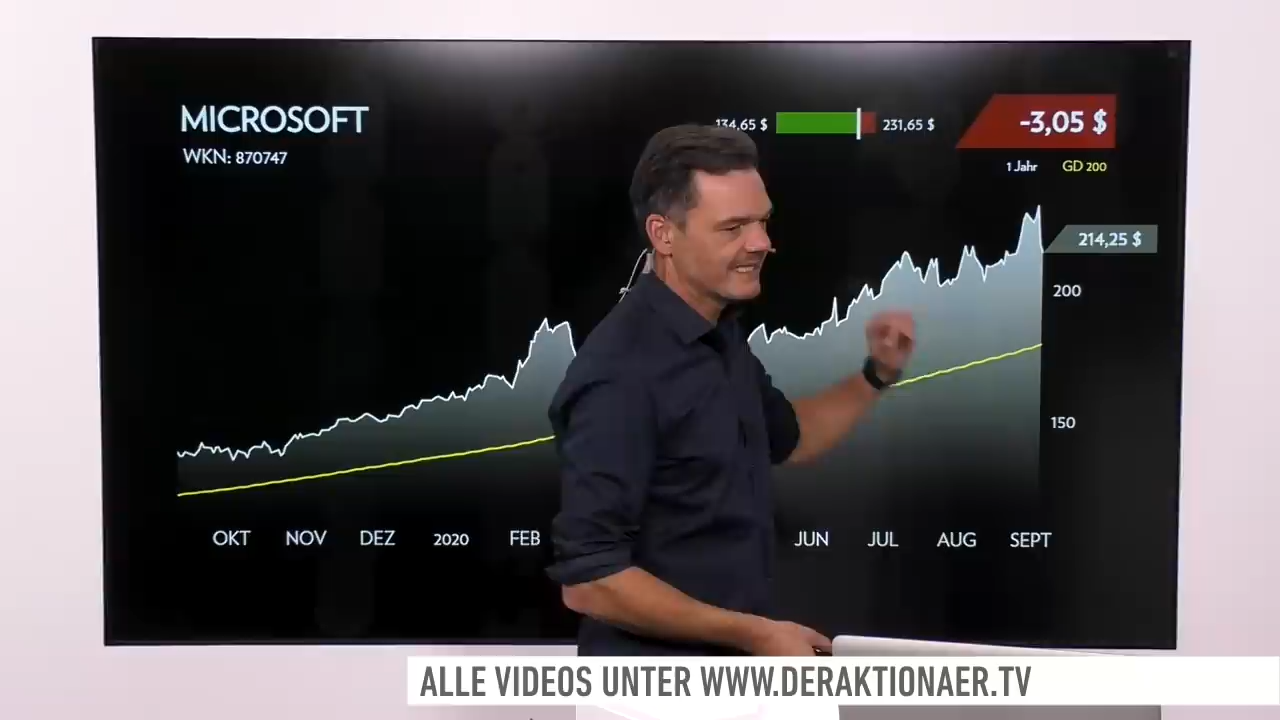 MICROSOFT
WKN: 870747
134,65 $
231,65 $
-3,05 $
1 Jahr
GD 200
214,25 $
200
150
OKT NOV DEZ 2020 FEB JUN JUL AUG SEPT
ALLE VIDEOS UNTER WWW.DERAKTIONAER.TV